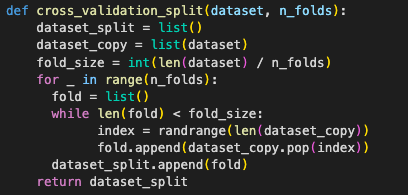 def cross_validation_split(dataset, n_folds):
    dataset_split = list()
    dataset_copy = list(dataset)
    fold_size = int(len(dataset) / n_folds)
    for _ in range(n_folds):
      fold = list()
      while len(fold) < fold_size:
            index = randrange(len(dataset_copy))
            fold.append(dataset_copy.pop(index))
      dataset_split.append(fold)
    return dataset_split